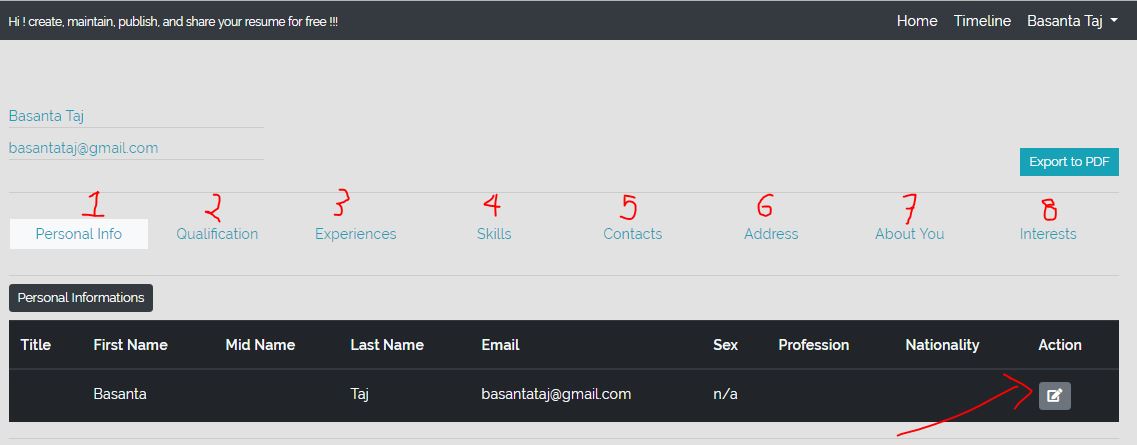 Hi ! create, maintain, publish, and share your resume for free !!! Home Timeline Basanta Taj
Basanta Taj
basantataj@gmail.com
Export to PDF
1 2 3 4 5 6 7 8
Personal Info Qualification Experiences Skills Contacts Address About You Interests
Personal Informations
Title First Name Mid Name Last Name Email Sex Profession Nationality Action
Basanta Taj basantataj@gmail.com n/a